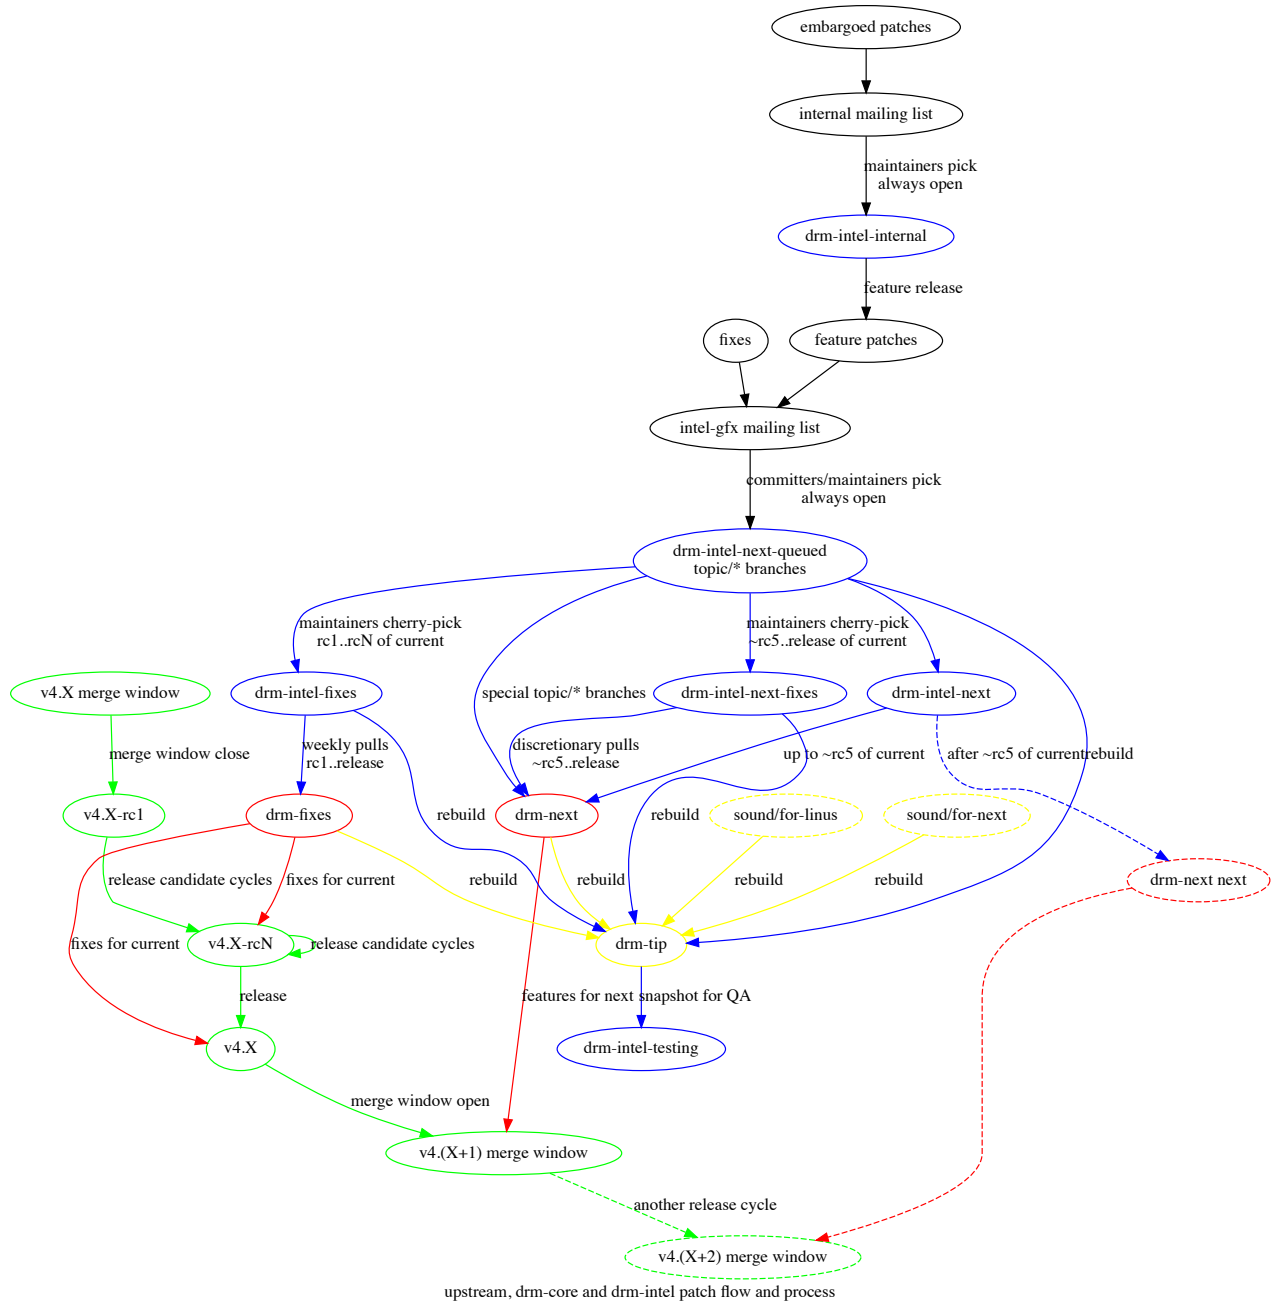 embargoed patches
internal mailing list
maintainers pick
always open
drm-intel-internal
feature release
fixes
feature patches
intel-gfx mailing list
committers/maintainers pick
always open
drm-intel-next-queued
topic/* branches
maintainers cherry-pick
rc1..rcN of current
maintainers cherry-pick
~rc5..release of current
v4.X merge window
drm-intel-fixes
special topic/* branches
drm-intel-next-fixes
drm-intel-next
merge window close
weekly pulls
rc1..release
discretionary pulls
~rc5..release
up to ~rc5 of current
after ~rc5 of current
rebuild
v4.X-rc1
drm-fixes
rebuild
drm-next
rebuild
sound/for-linus
sound/for-next
release candidate cycles
fixes for current
rebuild
rebuild
rebuild
rebuild
drm-next next
fixes for current
v4.X-rcN
release candidate cycles
drm-tip
release
features for next
snapshot for QA
v4.X
drm-intel-testing
merge window open
v4.(X+1) merge window
another release cycle
v4.(X+2) merge window
upstream, drm-core and drm-intel patch flow and process